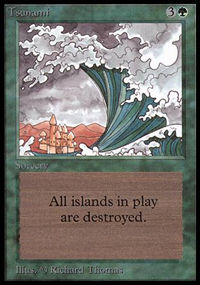 Tsunami 3
Sorcery
All islands in play
are destroyed.
Illus. © Richard Thomas